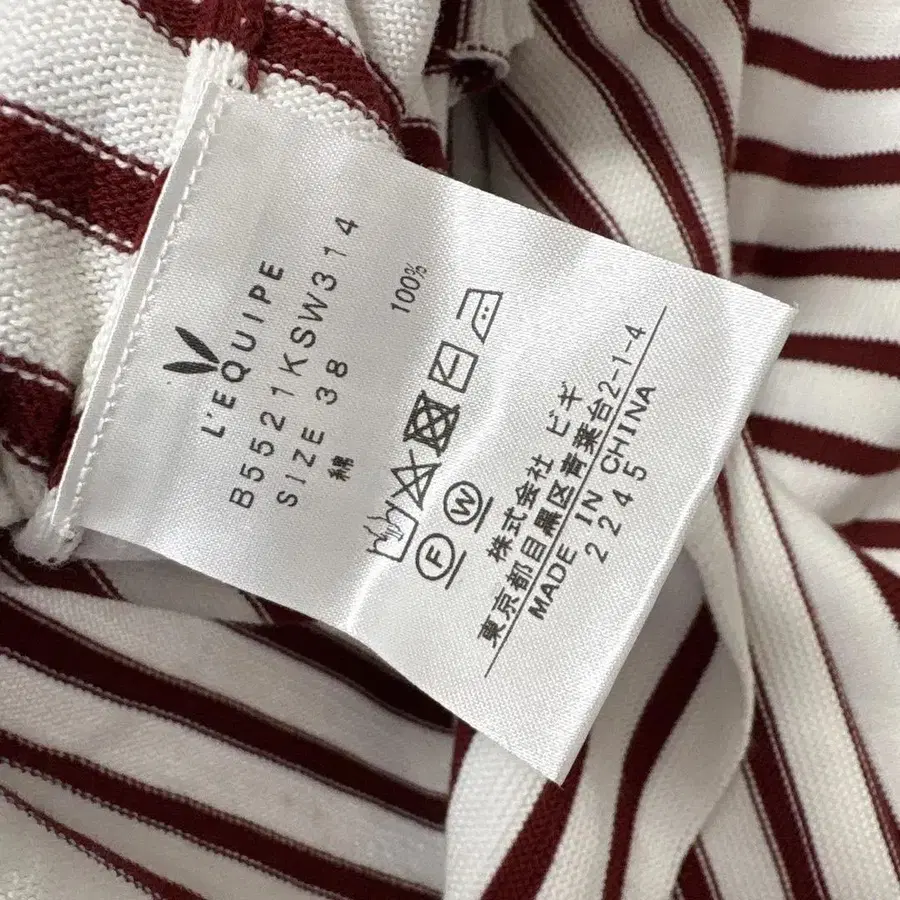 L'EQUIPE
B5521KSW314
SIZE 38
綿 100%
F W
株式会社 ビギ
東京都目黒区青葉台2-1-4
MADE IN CHINA
2245